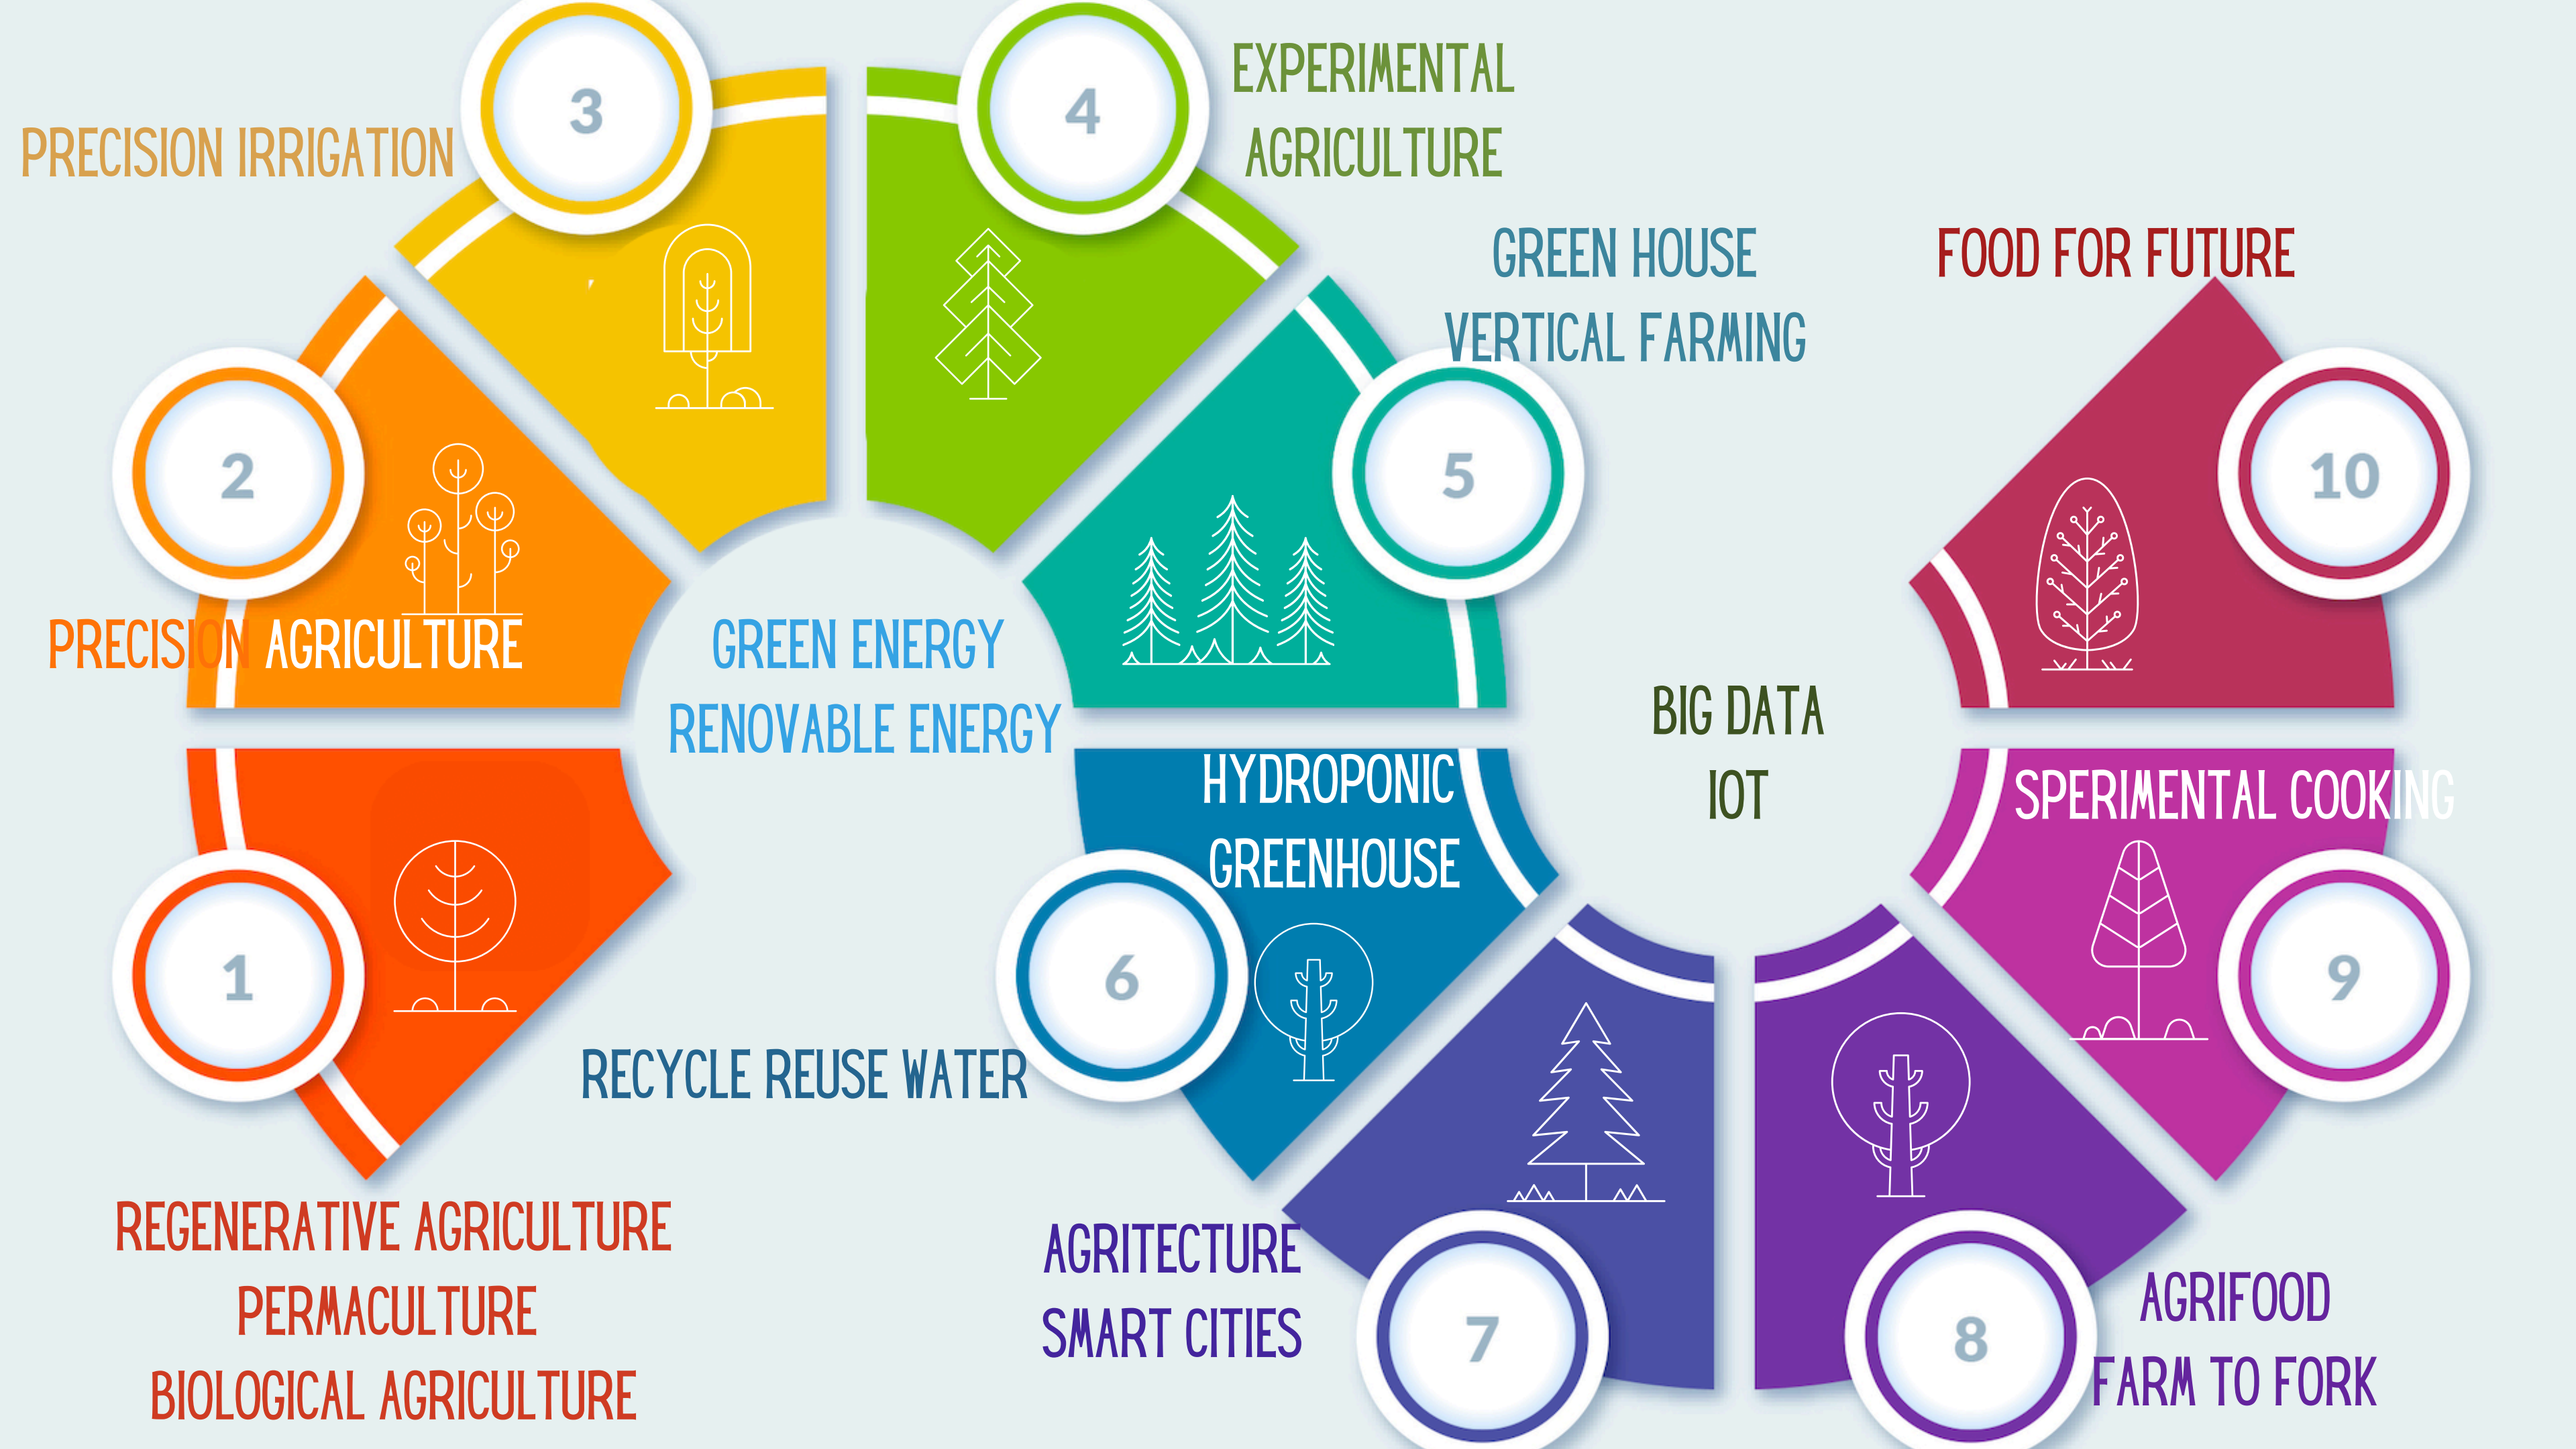 3
4
EXPERIMENTAL
AGRICULTURE
PRECISION IRRIGATION
GREEN HOUSE
VERTICAL FARMING
FOOD FOR FUTURE
2
5
10
PRECISION AGRICULTURE
GREEN ENERGY
RENOVABLE ENERGY
BIG DATA
IOT
HYDROPONIC
GREENHOUSE
SPERIMENTAL COOKING
1
6
9
RECYCLE REUSE WATER
REGENERATIVE AGRICULTURE
PERMACULTURE
BIOLOGICAL AGRICULTURE
AGRITECTURE
SMART CITIES
7
8
AGRIFOOD
FARM TO FORK